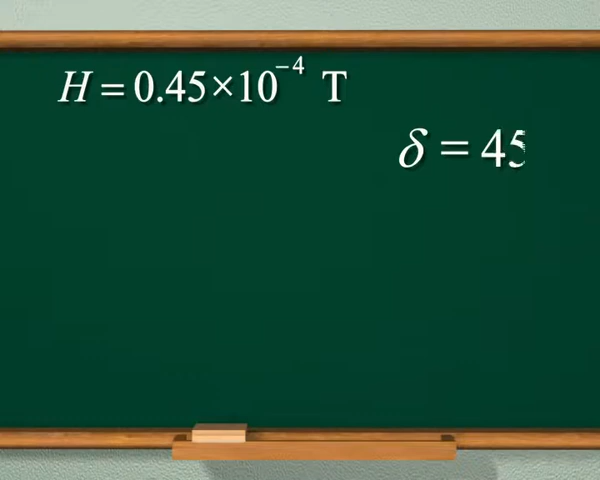 H = 0.45×10⁻⁴ T
δ = 45